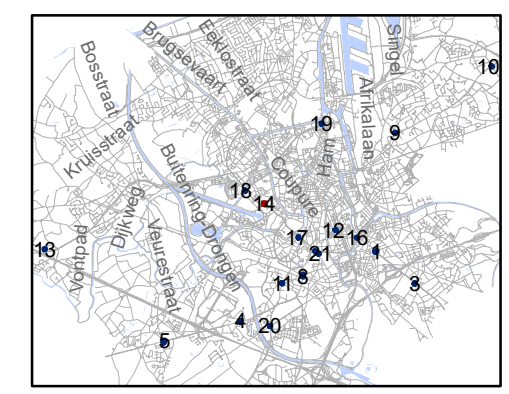 Brugsevaart
Eeklostraat
Singel
Bosstraat
10
Afrikalaan
19
9
Kruisstraat
Ham
Buitenring-Drongen
Coupure
18
14
Dijkweg
12
17
16
13
Vontpad
Veurestraat
21
1
8
11
3
4
20
5